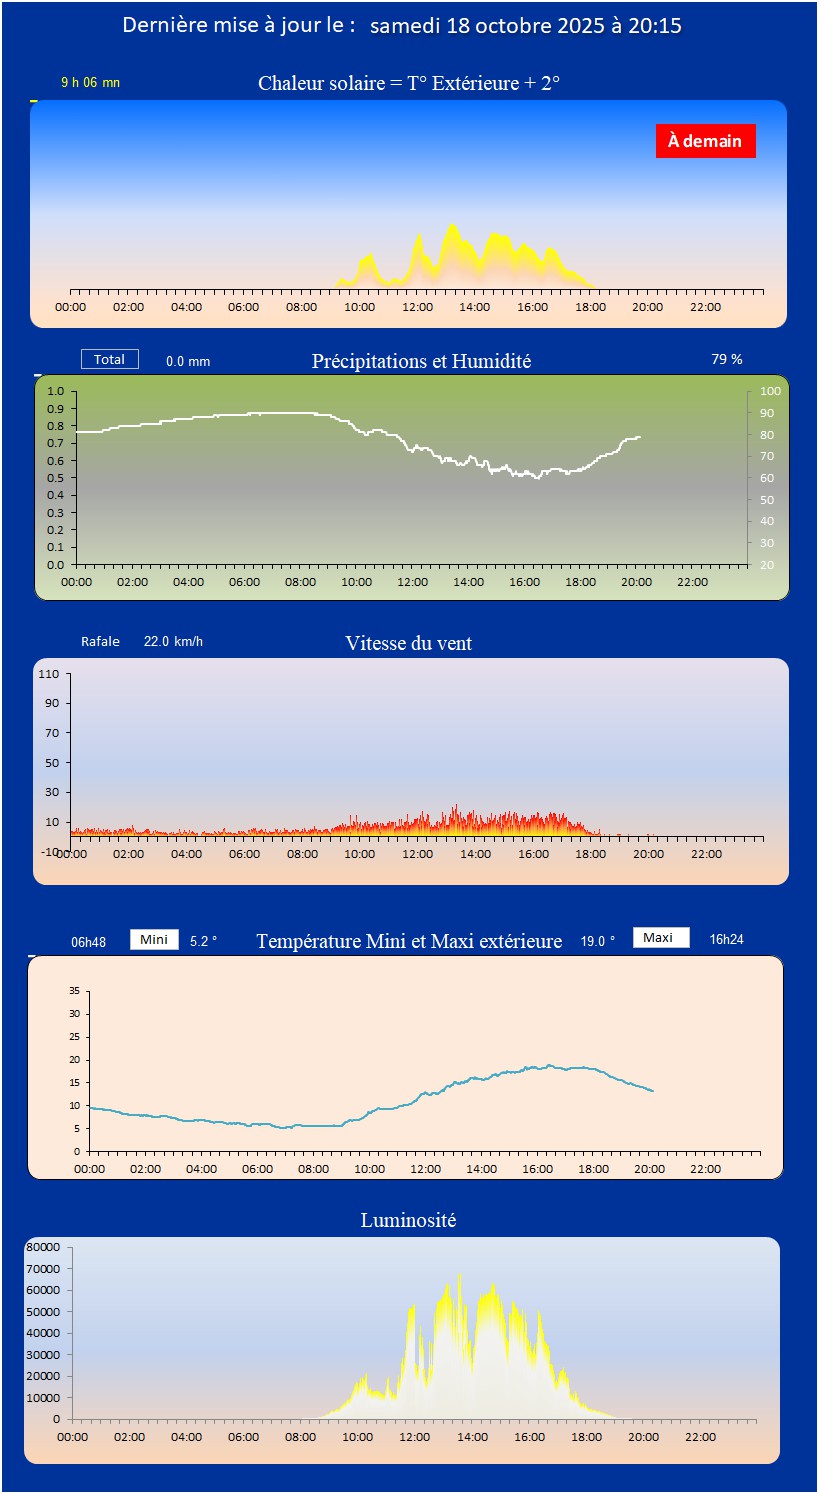 Dernière mise à jour le : samedi 18 octobre 2025 à 20:15
9 h 06 mn Chaleur solaire = T° Extérieure + 2°
À demain
00:00 02:00 04:00 06:00 08:00 10:00 12:00 14:00 16:00 18:00 20:00 22:00
Total 0.0 mm Précipitations et Humidité 79 %
1.0 100
0.9 90
0.8 80
0.7 70
0.6 60
0.5 50
0.4 40
0.3 30
0.2 20
0.1
0.0
00:00 02:00 04:00 06:00 08:00 10:00 12:00 14:00 16:00 18:00 20:00 22:00
Rafale 22.0 km/h Vitesse du vent
110
90
70
50
30
10
-10
00:00 02:00 04:00 06:00 08:00 10:00 12:00 14:00 16:00 18:00 20:00 22:00
06h48 Mini 5.2 ° Température Mini et Maxi extérieure 19.0 ° Maxi 16h24
35
30
25
20
15
10
5
0
00:00 02:00 04:00 06:00 08:00 10:00 12:00 14:00 16:00 18:00 20:00 22:00
Luminosité
80000
70000
60000
50000
40000
30000
20000
10000
0
00:00 02:00 04:00 06:00 08:00 10:00 12:00 14:00 16:00 18:00 20:00 22:00